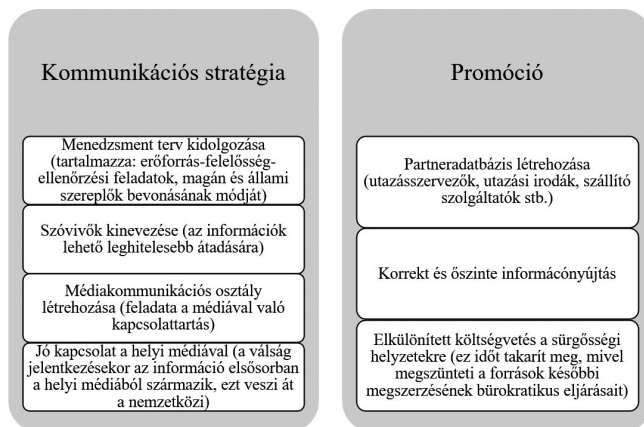 Kommunikációs stratégia
Menedzsment terv kidolgozása
(tartalmazza: erőforrás-felelősség-
ellenőrzési feladatok, magán és állami
szereplők bevonásának módját)
Szóvivők kinevezése (az információk
lehető leghitelesebb átadására)
Médiakommunikációs osztály
létrehozása (feladata a médiával való
kapcsolattartás)
Jó kapcsolat a helyi médiával (a válság
jelentkezésekor az információ elsősorban
a helyi médiából származik, ezt veszi át
a nemzetközi)
Promóció
Partneradatbázis létrehozása
(utazásszervezők, utazási irodák, szállító
szolgáltatók stb.)
Korrekt és őszinte informácónyújtás
Elkülönített költségvetés a sürgősségi
helyzetekre (ez időt takarít meg, mivel
megszünteti a források későbbi
megszerzésének bürokratikus eljárásait)